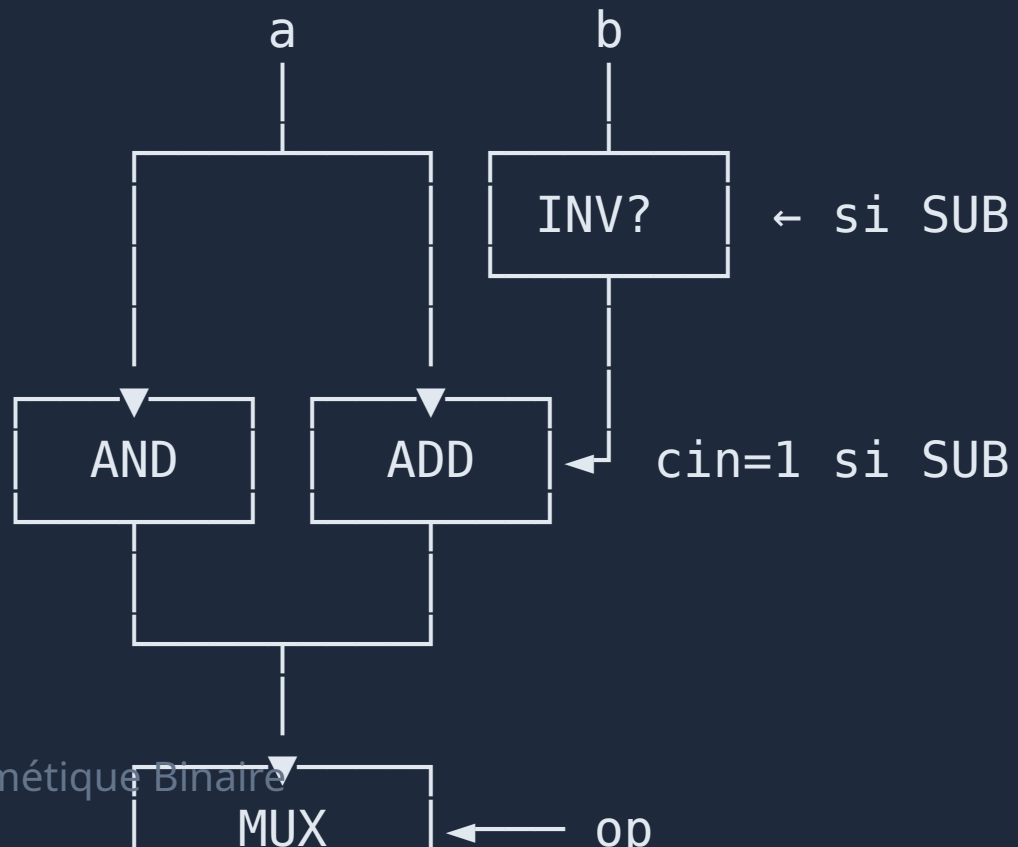 a b
INV? ← si SUB
AND ADD cin=1 si SUB
métique Binaire
MUX op